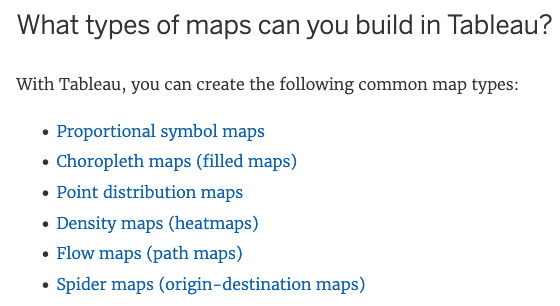 What types of maps can you build in Tableau?
With Tableau, you can create the following common map types:
• Proportional symbol maps
• Choropleth maps (filled maps)
• Point distribution maps
• Density maps (heatmaps)
• Flow maps (path maps)
• Spider maps (origin-destination maps)